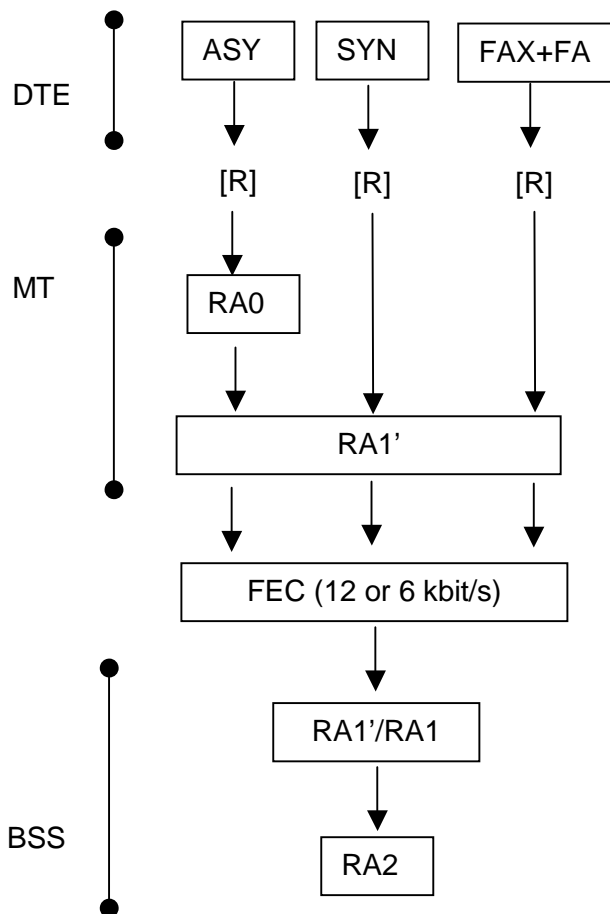 ASY SYN FAX+FA
DTE
[R] [R] [R]
MT
RA0
RA1’
FEC (12 or 6 kbit/s)
RA1’/RA1
BSS
RA2